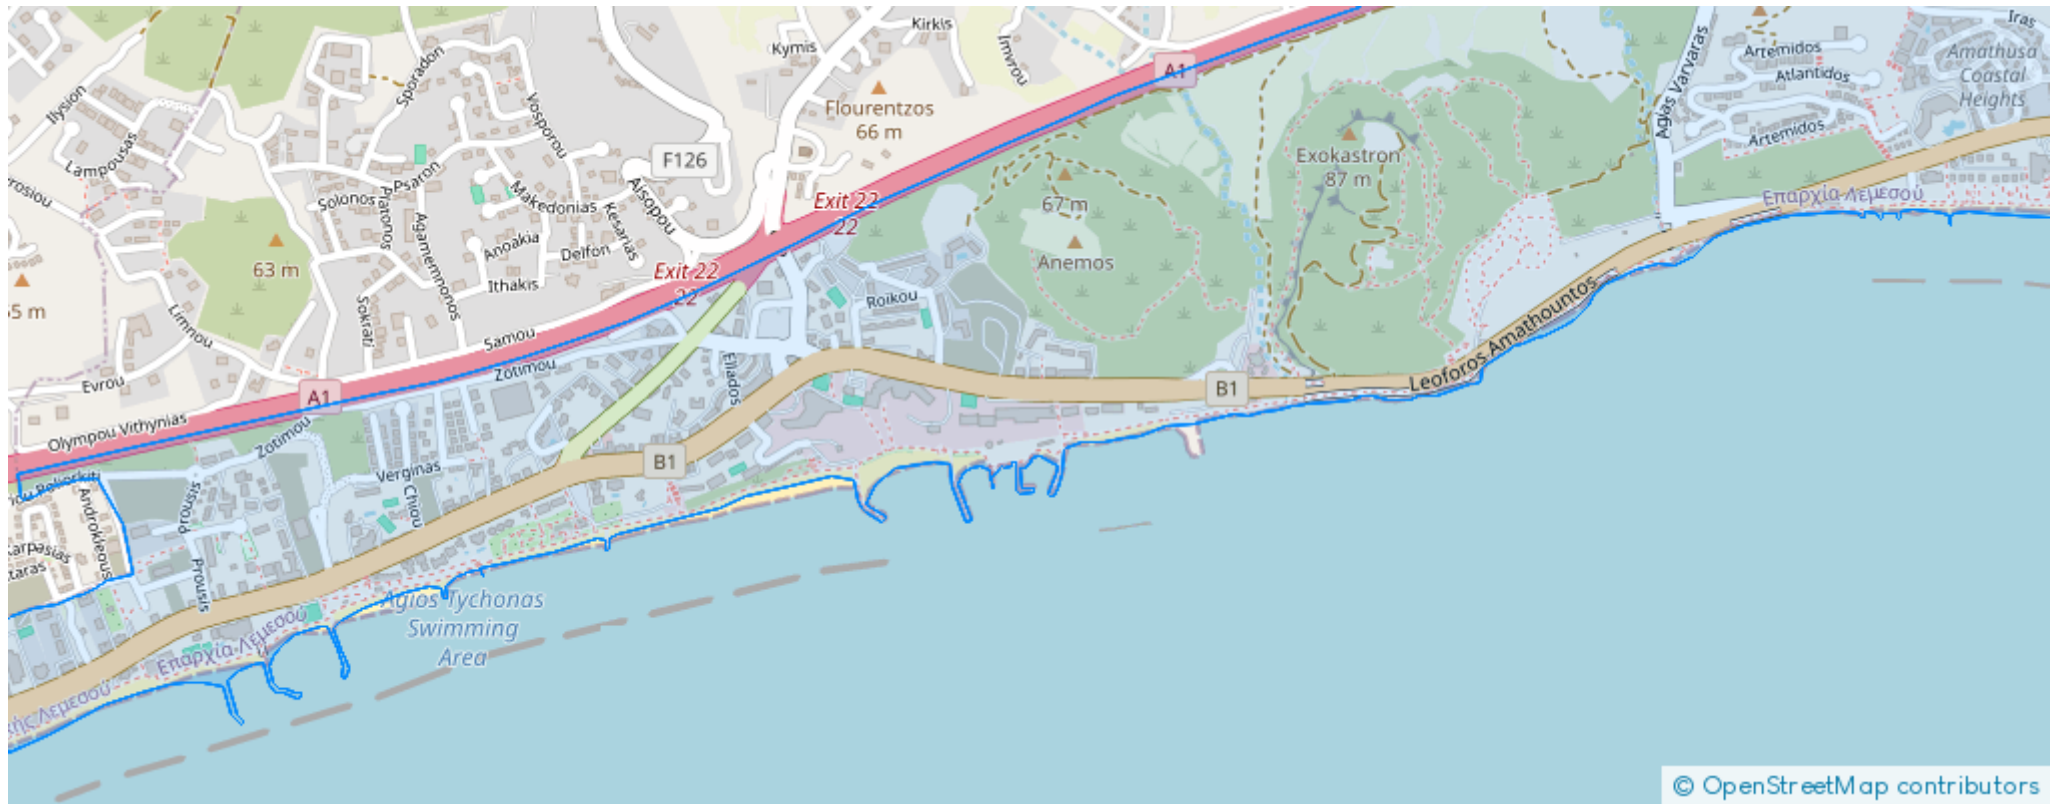 Kirkis
Kymis
Imvrou
Iras
Artemidos
Amathusa
Coastal
Heights
Atlantidos
Artemidos
Agias Varvaras
A1
Sporadon
Ilysion
Vosporou
Flourentzos
66 m
Lampousas
F126
Exokastron
87 m
Psaron
Aisopou
Makedonias
Kesarias
Solonos
Platonos
Agamemnonos
Exit 22
22
67 m
Επαρχία Λεμεσού
Anoakia
Delfon
63 m
Anemos
Exit 22
22
Ithakis
Roikou
Limnou
Sokrati
Samou
Leoforos Amathountos
Evrou
Zotimou
Ellados
B1
A1
Olympou Vithynias
Zotimou
B1
Verginas
Chiou
Androkleous
Prousis
Prousis
Agios Tychonas
Swimming
Area
Επαρχία Λεμεσού
Λεμεσού
© OpenStreetMap contributors